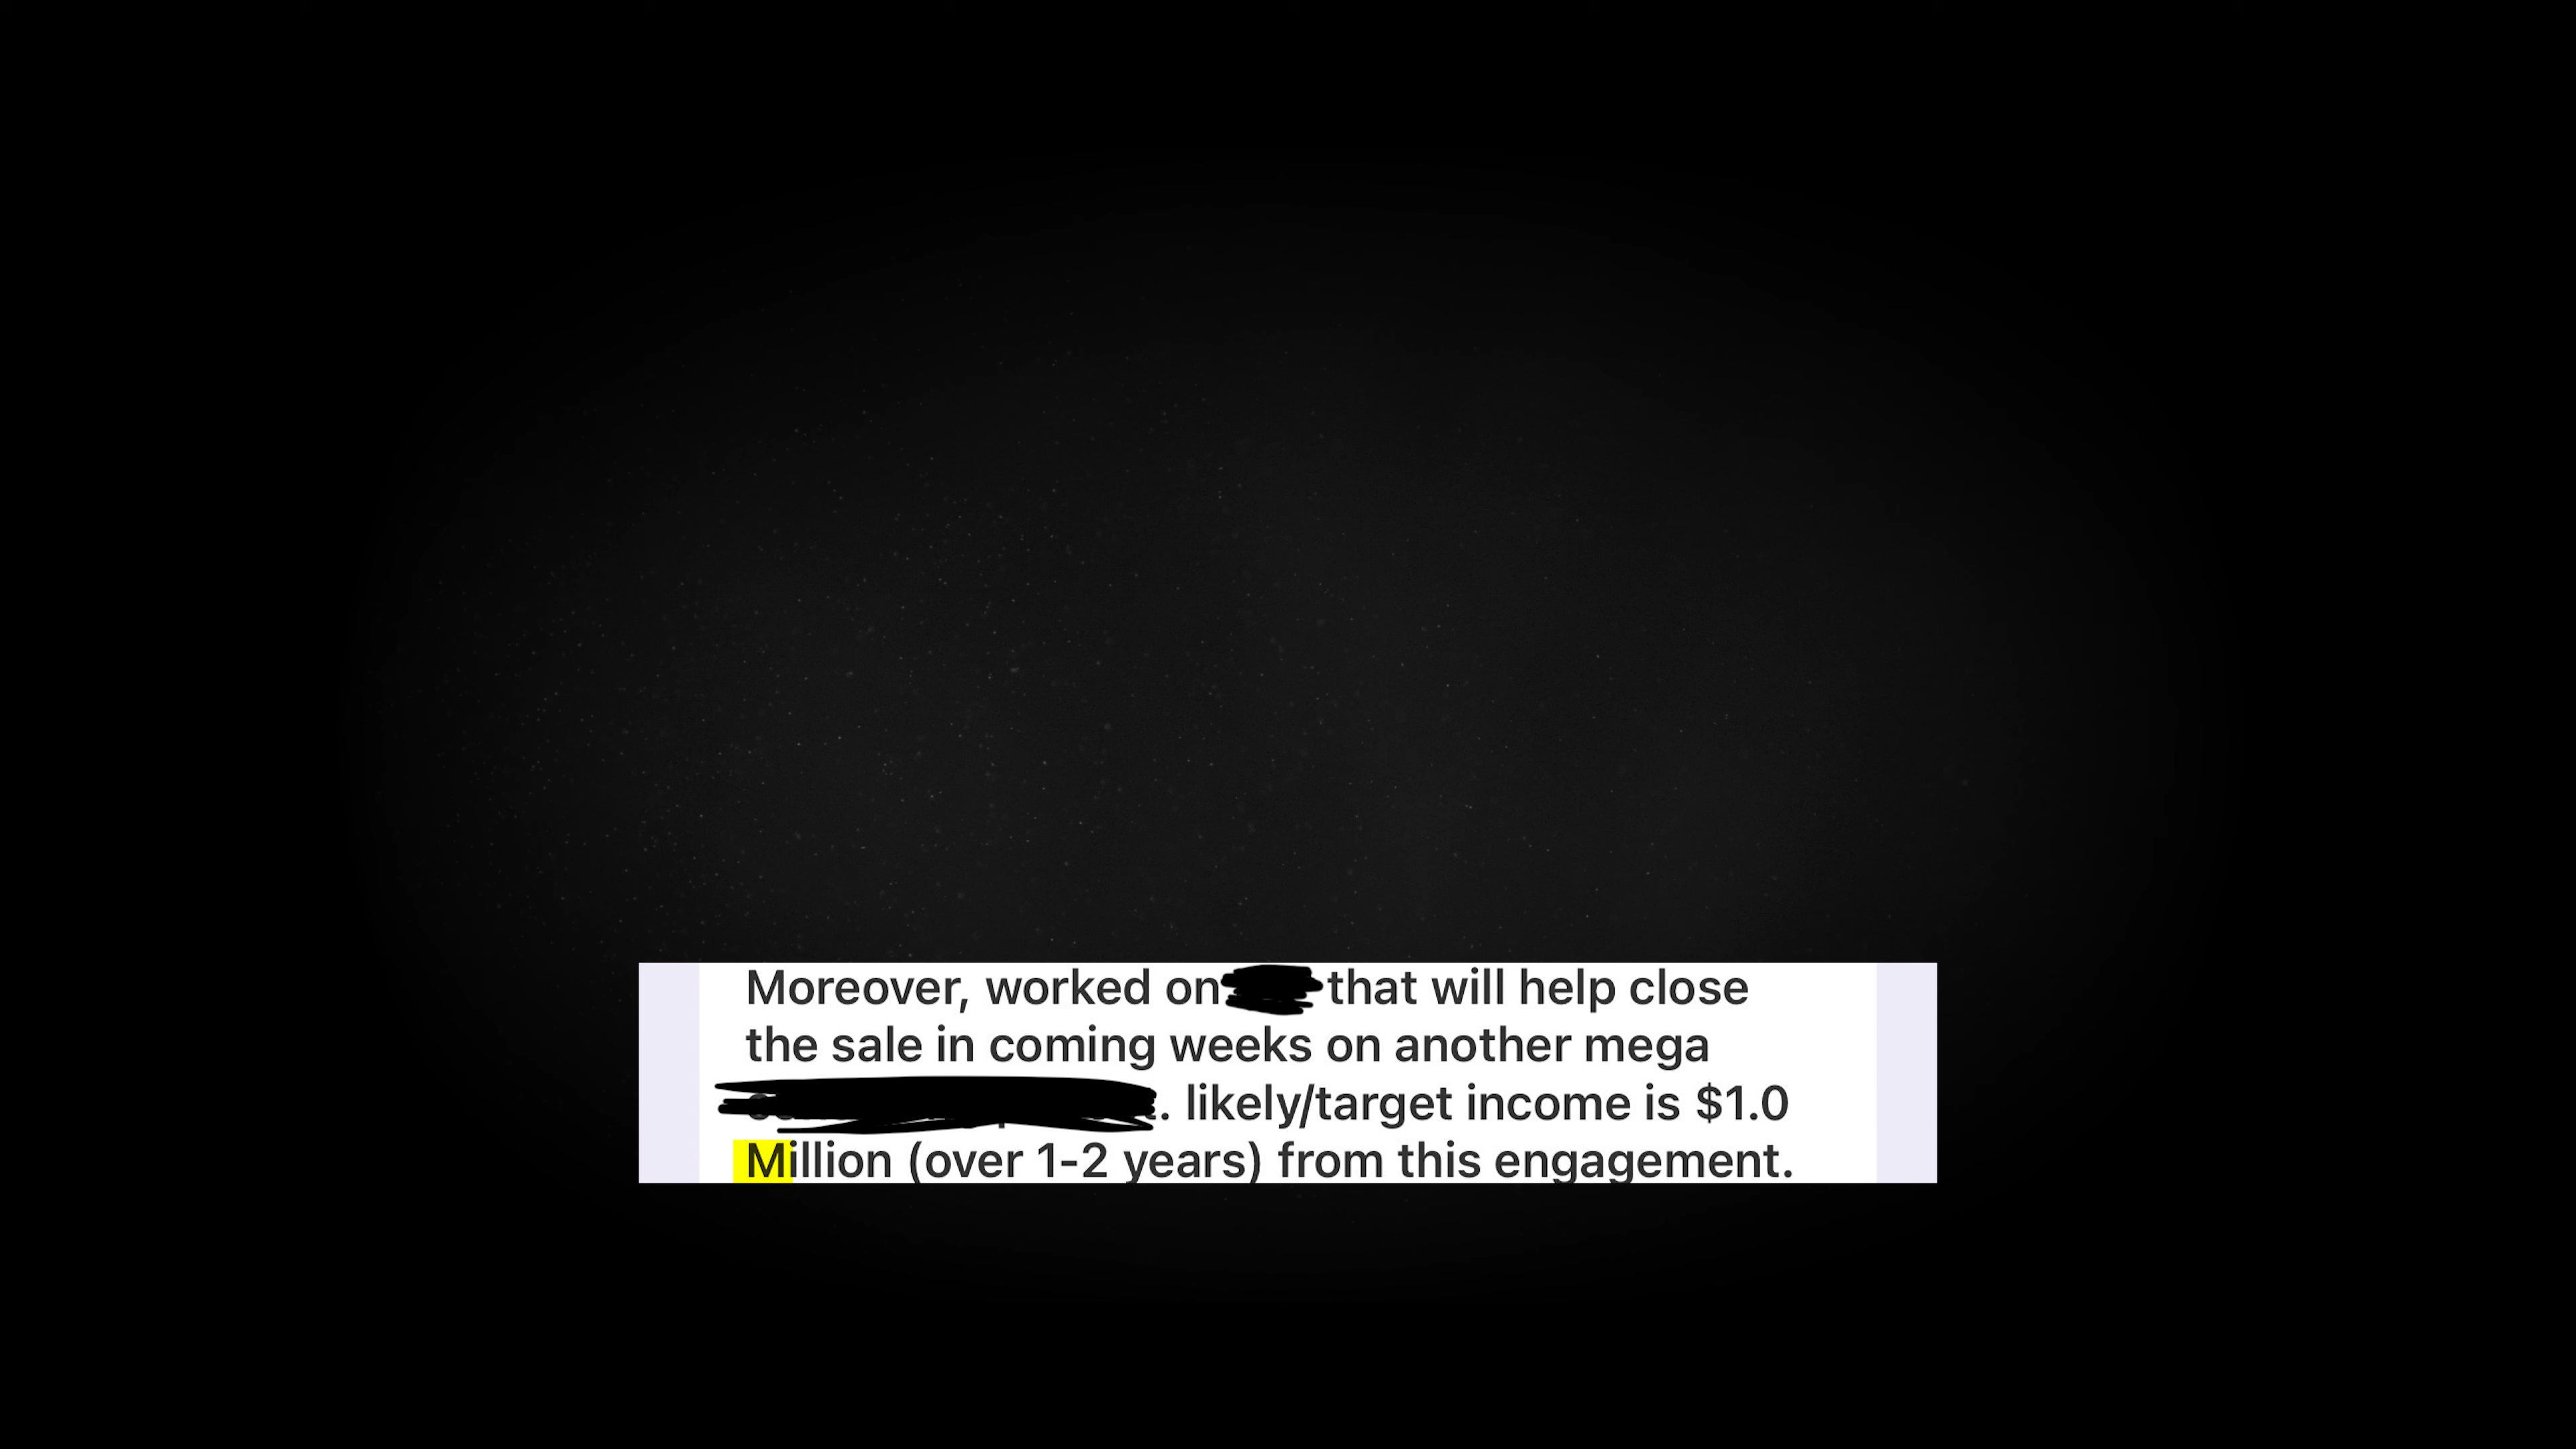 Moreover, worked on that will help close
the sale in coming weeks on another mega
. likely/target income is $1.0
Million (over 1-2 years) from this engagement.